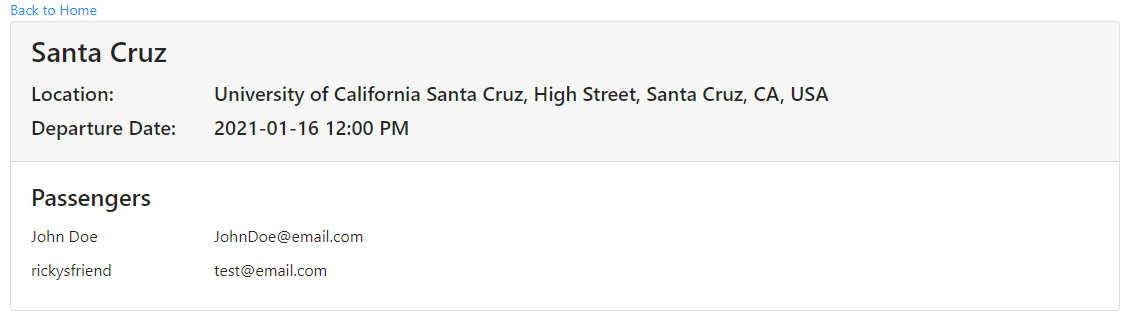 Back to Home
Santa Cruz
Location: University of California Santa Cruz, High Street, Santa Cruz, CA, USA
Departure Date: 2021-01-16 12:00 PM
Passengers
John Doe JohnDoe@email.com
rickysfriend test@email.com